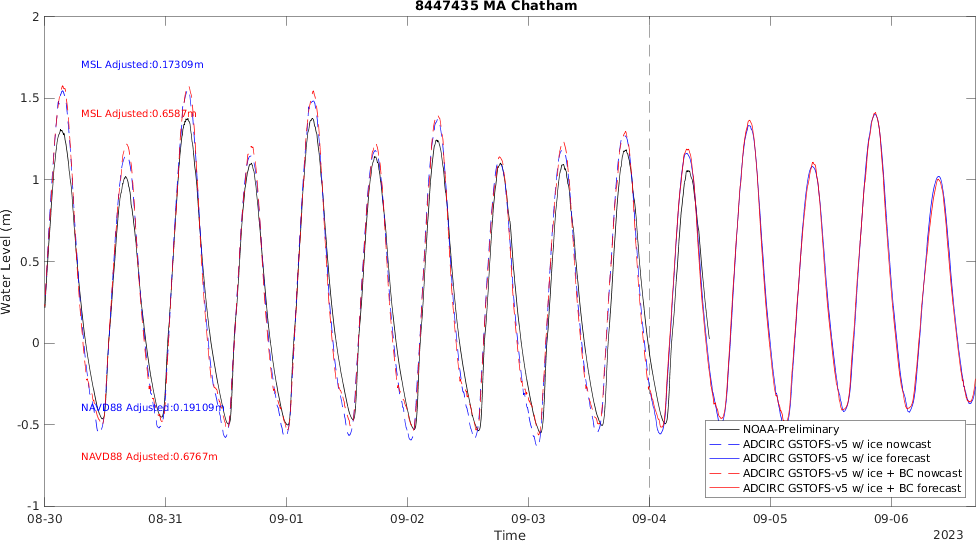 8447435 MA Chatham
2
1.5
1
0.5
0
-0.5
-1
Water Level (m)
MSL Adjusted:0.17309m
MSL Adjusted:0.6587m
NAVD88 Adjusted:0.19109m
NAVD88 Adjusted:0.6767m
NOAA-Preliminary
ADCIRC GSTOFS-v5 w/ ice nowcast
ADCIRC GSTOFS-v5 w/ ice forecast
ADCIRC GSTOFS-v5 w/ ice + BC nowcast
ADCIRC GSTOFS-v5 w/ ice + BC forecast
08-30 08-31 09-01 09-02 09-03 09-04 09-05 09-06
Time
2023